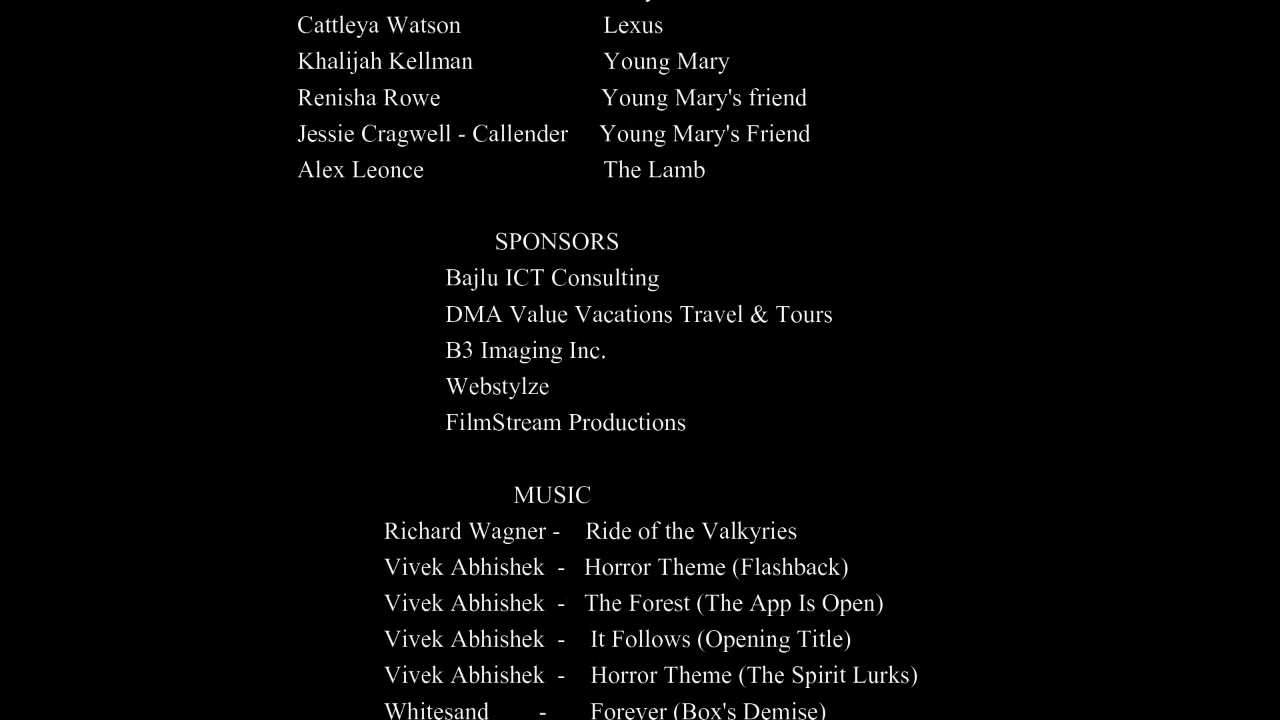 Cattleya Watson Lexus
Khalijah Kellman Young Mary
Renisha Rowe Young Mary's friend
Jessie Cragwell - Callender Young Mary's Friend
Alex Leonce The Lamb
SPONSORS
Bajlu ICT Consulting
DMA Value Vacations Travel & Tours
B3 Imaging Inc.
Webstylze
FilmStream Productions
MUSIC
Richard Wagner - Ride of the Valkyries
Vivek Abhishek - Horror Theme (Flashback)
Vivek Abhishek - The Forest (The App Is Open)
Vivek Abhishek - It Follows (Opening Title)
Vivek Abhishek - Horror Theme (The Spirit Lurks)
Whitesand - Forever (Box's Demise)